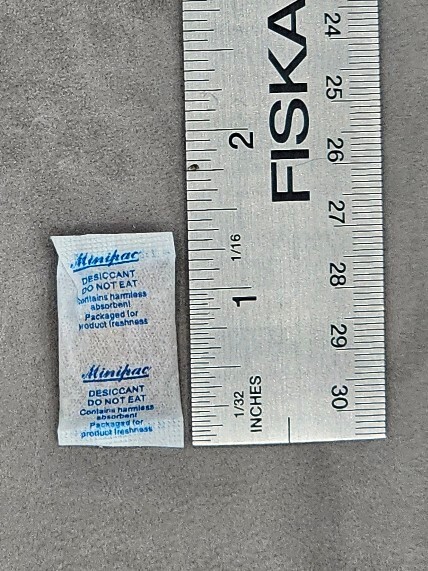 Minipac
DESICCANT
DO NOT EAT
Contains harmless
absorbent
Packaged for
product freshness
Minipac
DESICCANT
DO NOT EAT
Contains harmless
absorbent
Packaged for
product freshness
FISKA
2
1/16
1
1/32
INCHES
24
25
26
27
28
29
30